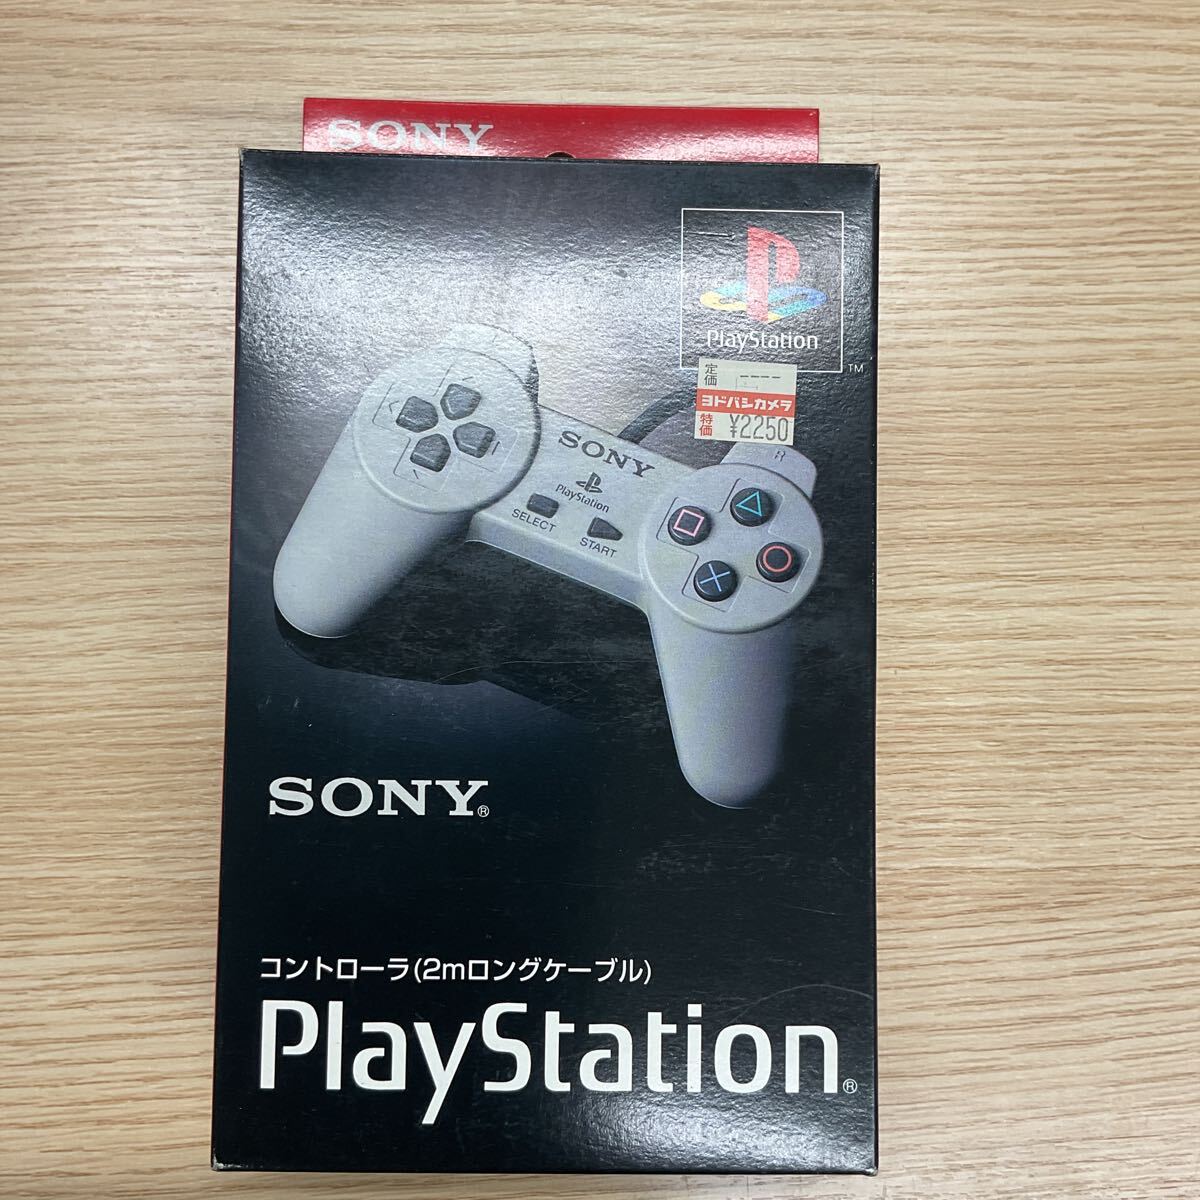 SONY
PlayStation
TM
定価
ヨドバシカメラ
特価 ¥2250
R
SONY
PlayStation
SELECT
START
SONY®
コントローラ(2mロングケーブル)
PlayStation®